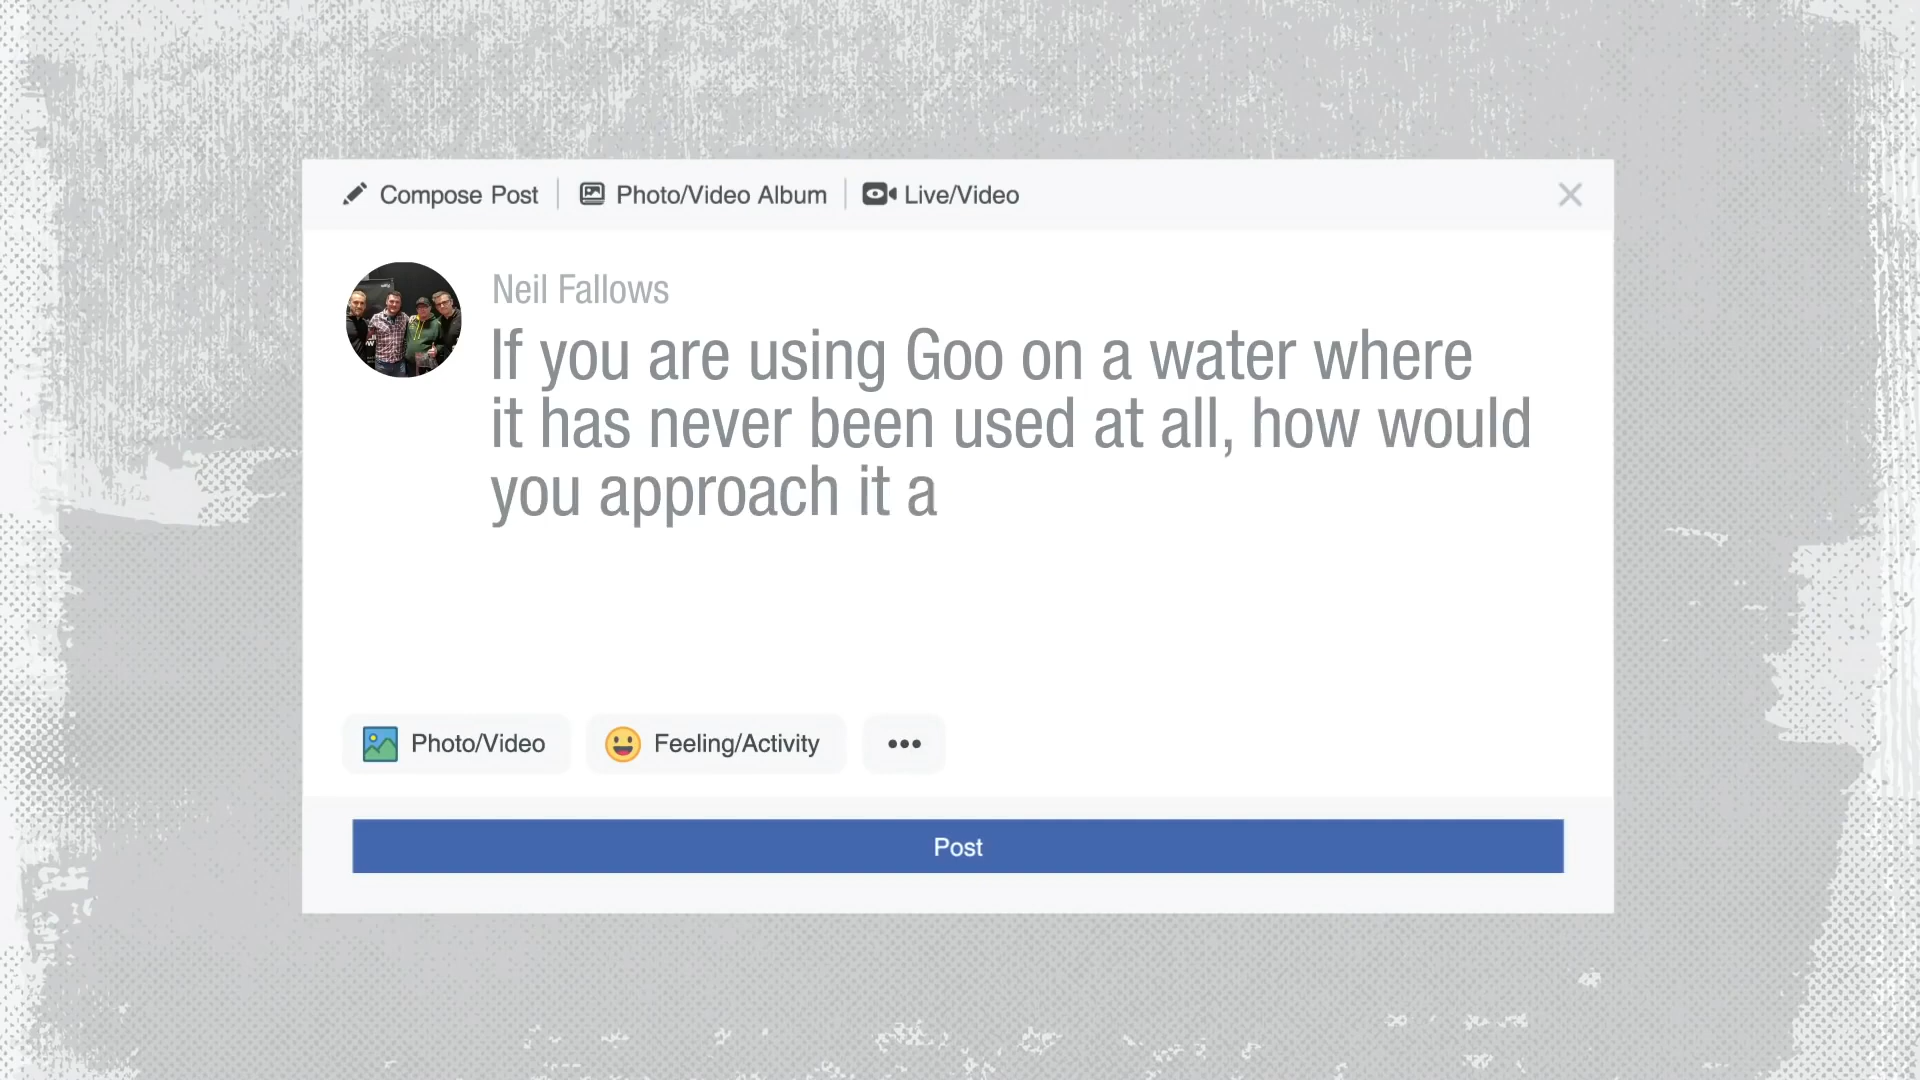 Compose Post
Photo/Video Album
Live/Video
Neil Fallows
If you are using Goo on a water where
it has never been used at all, how would
you approach it a
Photo/Video
Feeling/Activity
Post